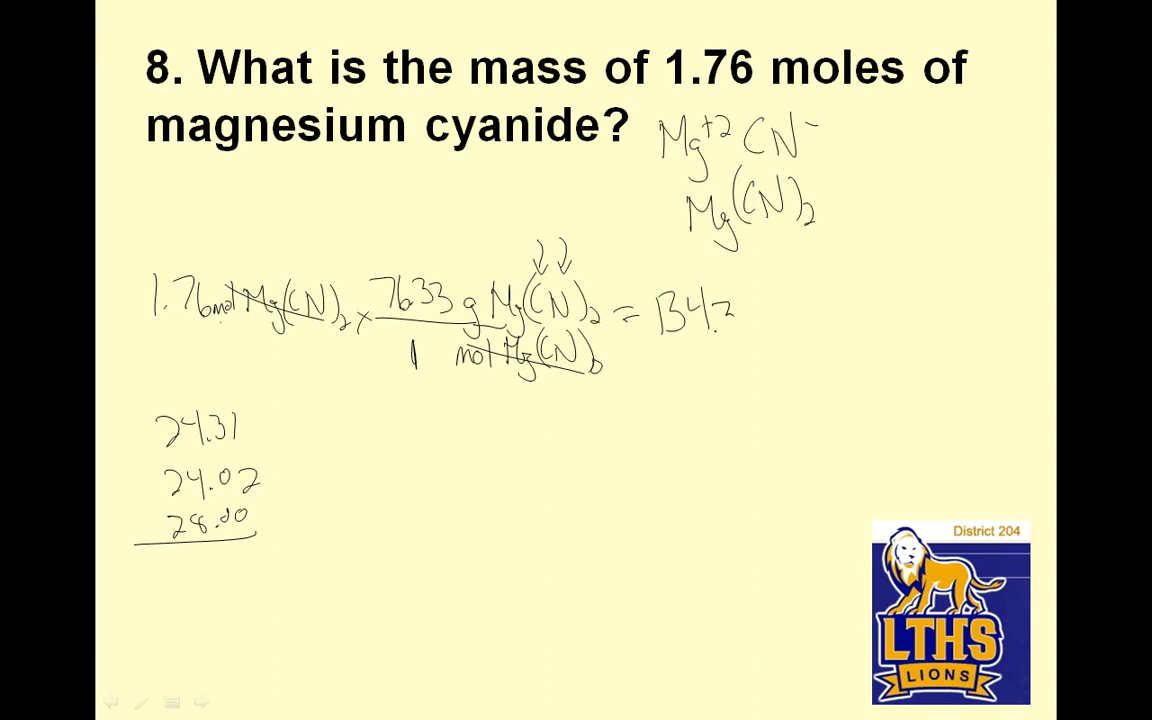 8. What is the mass of 1.76 moles of
magnesium cyanide?
Mg+2 CN-
Mg(CN)2
1.76 mol Mg(CN)2 x 76.33 g Mg(CN)2 = 134.3
1 mol Mg(CN)2
24.31
24.02
28.00
District 204
LTHS
LIONS